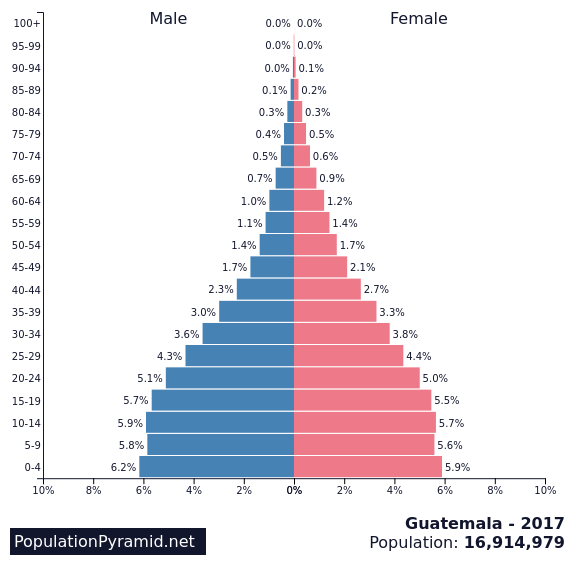 Male Female
100+ 0.0% 0.0%
95-99 0.0% 0.0%
90-94 0.0% 0.1%
85-89 0.1% 0.2%
80-84 0.3% 0.3%
75-79 0.4% 0.5%
70-74 0.5% 0.6%
65-69 0.7% 0.9%
60-64 1.0% 1.2%
55-59 1.1% 1.4%
50-54 1.4% 1.7%
45-49 1.7% 2.1%
40-44 2.3% 2.7%
35-39 3.0% 3.3%
30-34 3.6% 3.8%
25-29 4.3% 4.4%
20-24 5.1% 5.0%
15-19 5.7% 5.5%
10-14 5.9% 5.7%
5-9 5.8% 5.6%
0-4 6.2% 5.9%
10% 8% 6% 4% 2% 0% 2% 4% 6% 8% 10%
Guatemala - 2017
PopulationPyramid.net Population: 16,914,979